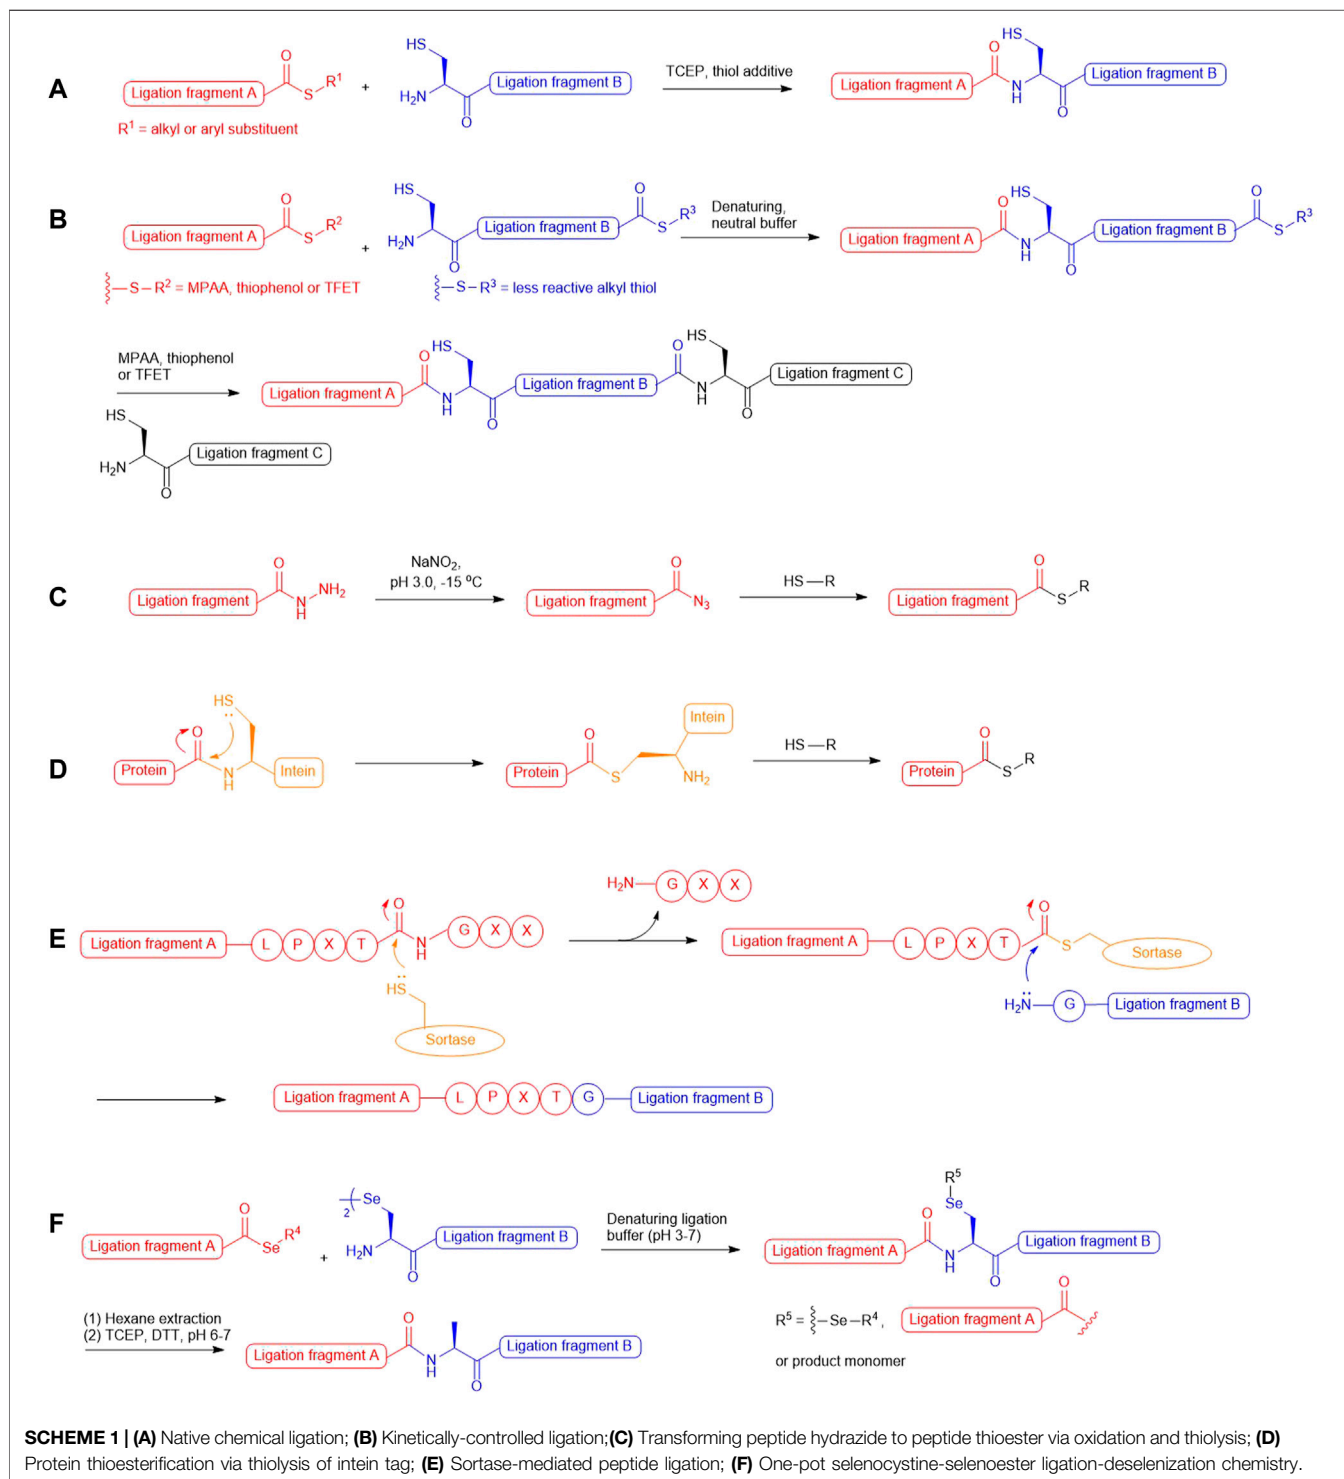 A
Ligation fragment A
O
S
R1
+
HS
H2N
O
Ligation fragment B
TCEP, thiol additive
Ligation fragment A
O
N
H
HS
O
Ligation fragment B
R1 = alkyl or aryl substituent
B
Ligation fragment A
O
S
R2
+
HS
H2N
O
Ligation fragment B
O
S
R3
Denaturing,
neutral buffer
Ligation fragment A
O
N
H
HS
O
Ligation fragment B
O
S
R3
S–R2 = MPAA, thiophenol or TFET
S–R3 = less reactive alkyl thiol
MPAA, thiophenol
or TFET
HS
H2N
O
Ligation fragment C
Ligation fragment A
O
N
H
HS
O
Ligation fragment B
O
N
H
HS
O
Ligation fragment C
C
Ligation fragment
O
N
H
NH2
NaNO2,
pH 3.0, -15 ºC
Ligation fragment
O
N3
HS–R
Ligation fragment
O
S
R
D
Protein
O
N
H
HS
Intein
Protein
O
S
NH2
Intein
HS–R
Protein
O
S
R
E
Ligation fragment A
L P X T
O
N
H
G X X
HS
Sortase
H2N
G X X
Ligation fragment A
L P X T
O
S
Sortase
H2N
G
Ligation fragment B
Ligation fragment A
L P X T G
Ligation fragment B
F
Ligation fragment A
O
Se
R4
+
2
Se
H2N
O
Ligation fragment B
Denaturing ligation
buffer (pH 3-7)
Ligation fragment A
O
N
H
R5
Se
O
Ligation fragment B
R5 = Se–R4,
Ligation fragment A
O
or product monomer
(1) Hexane extraction
(2) TCEP, DTT, pH 6-7
Ligation fragment A
O
N
H
O
Ligation fragment B
SCHEME 1 | (A) Native chemical ligation; (B) Kinetically-controlled ligation;(C) Transforming peptide hydrazide to peptide thioester via oxidation and thiolysis; (D)
Protein thioesterification via thiolysis of intein tag; (E) Sortase-mediated peptide ligation; (F) One-pot selenocystine-selenoester ligation-deselenization chemistry.